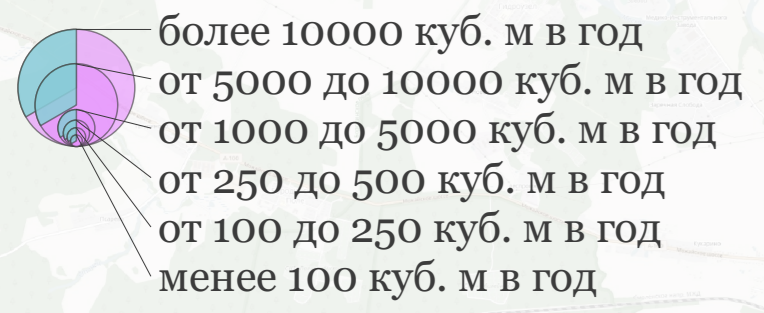 более 10000 куб. м в год
от 5000 до 10000 куб. м в год
от 1000 до 5000 куб. м в год
от 250 до 500 куб. м в год
от 100 до 250 куб. м в год
менее 100 куб. м в год